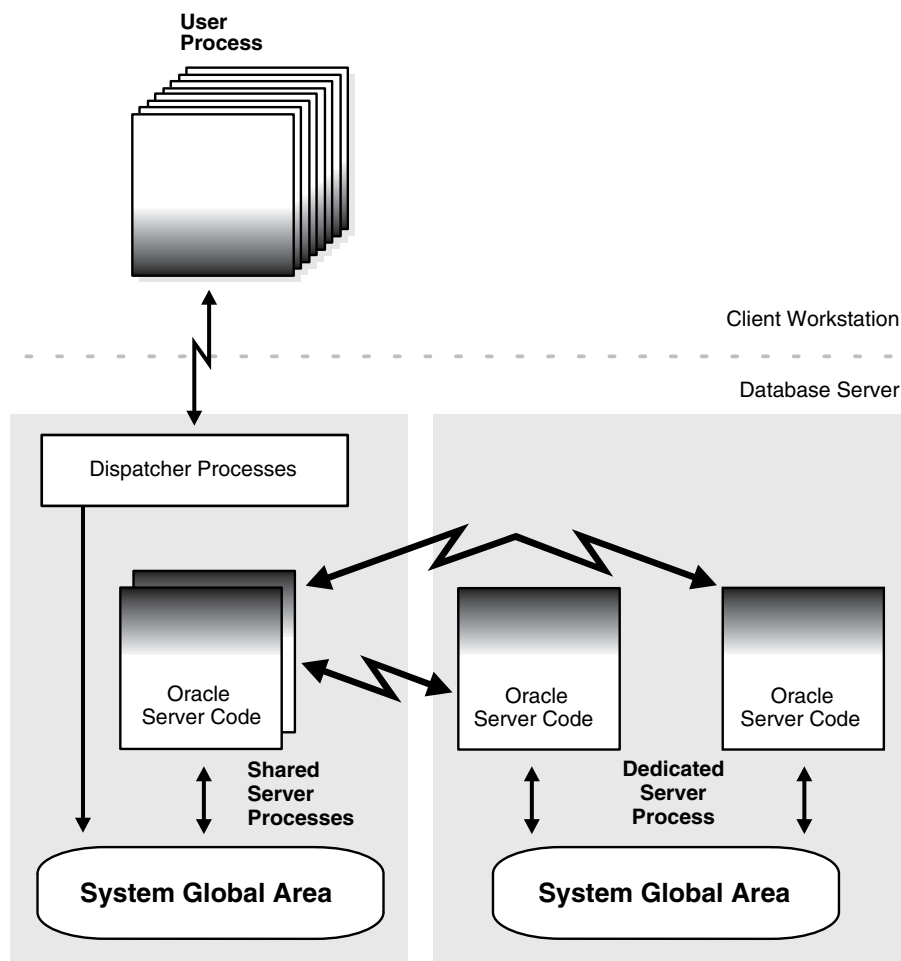 User
Process
Client Workstation
Database Server
Dispatcher Processes
Oracle
Server Code
Oracle
Server Code
Oracle
Server Code
Shared
Server
Processes
Dedicated
Server
Process
System Global Area
System Global Area